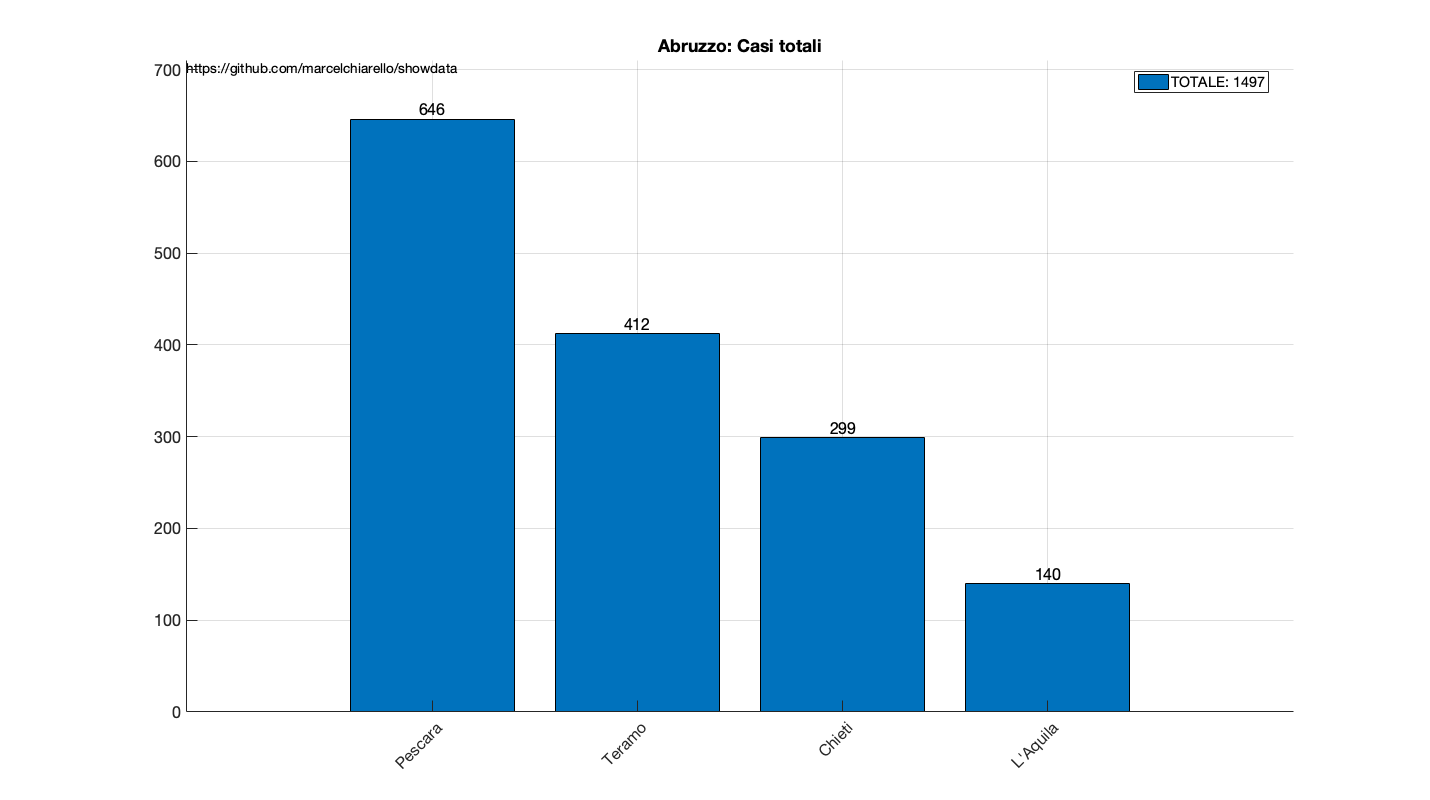 Abruzzo: Casi totali
https://github.com/marcelchiarello/showdata
TOTALE: 1497
700
600
500
400
300
200
100
0
646
412
299
140
Pescara
Teramo
Chieti
L'Aquila